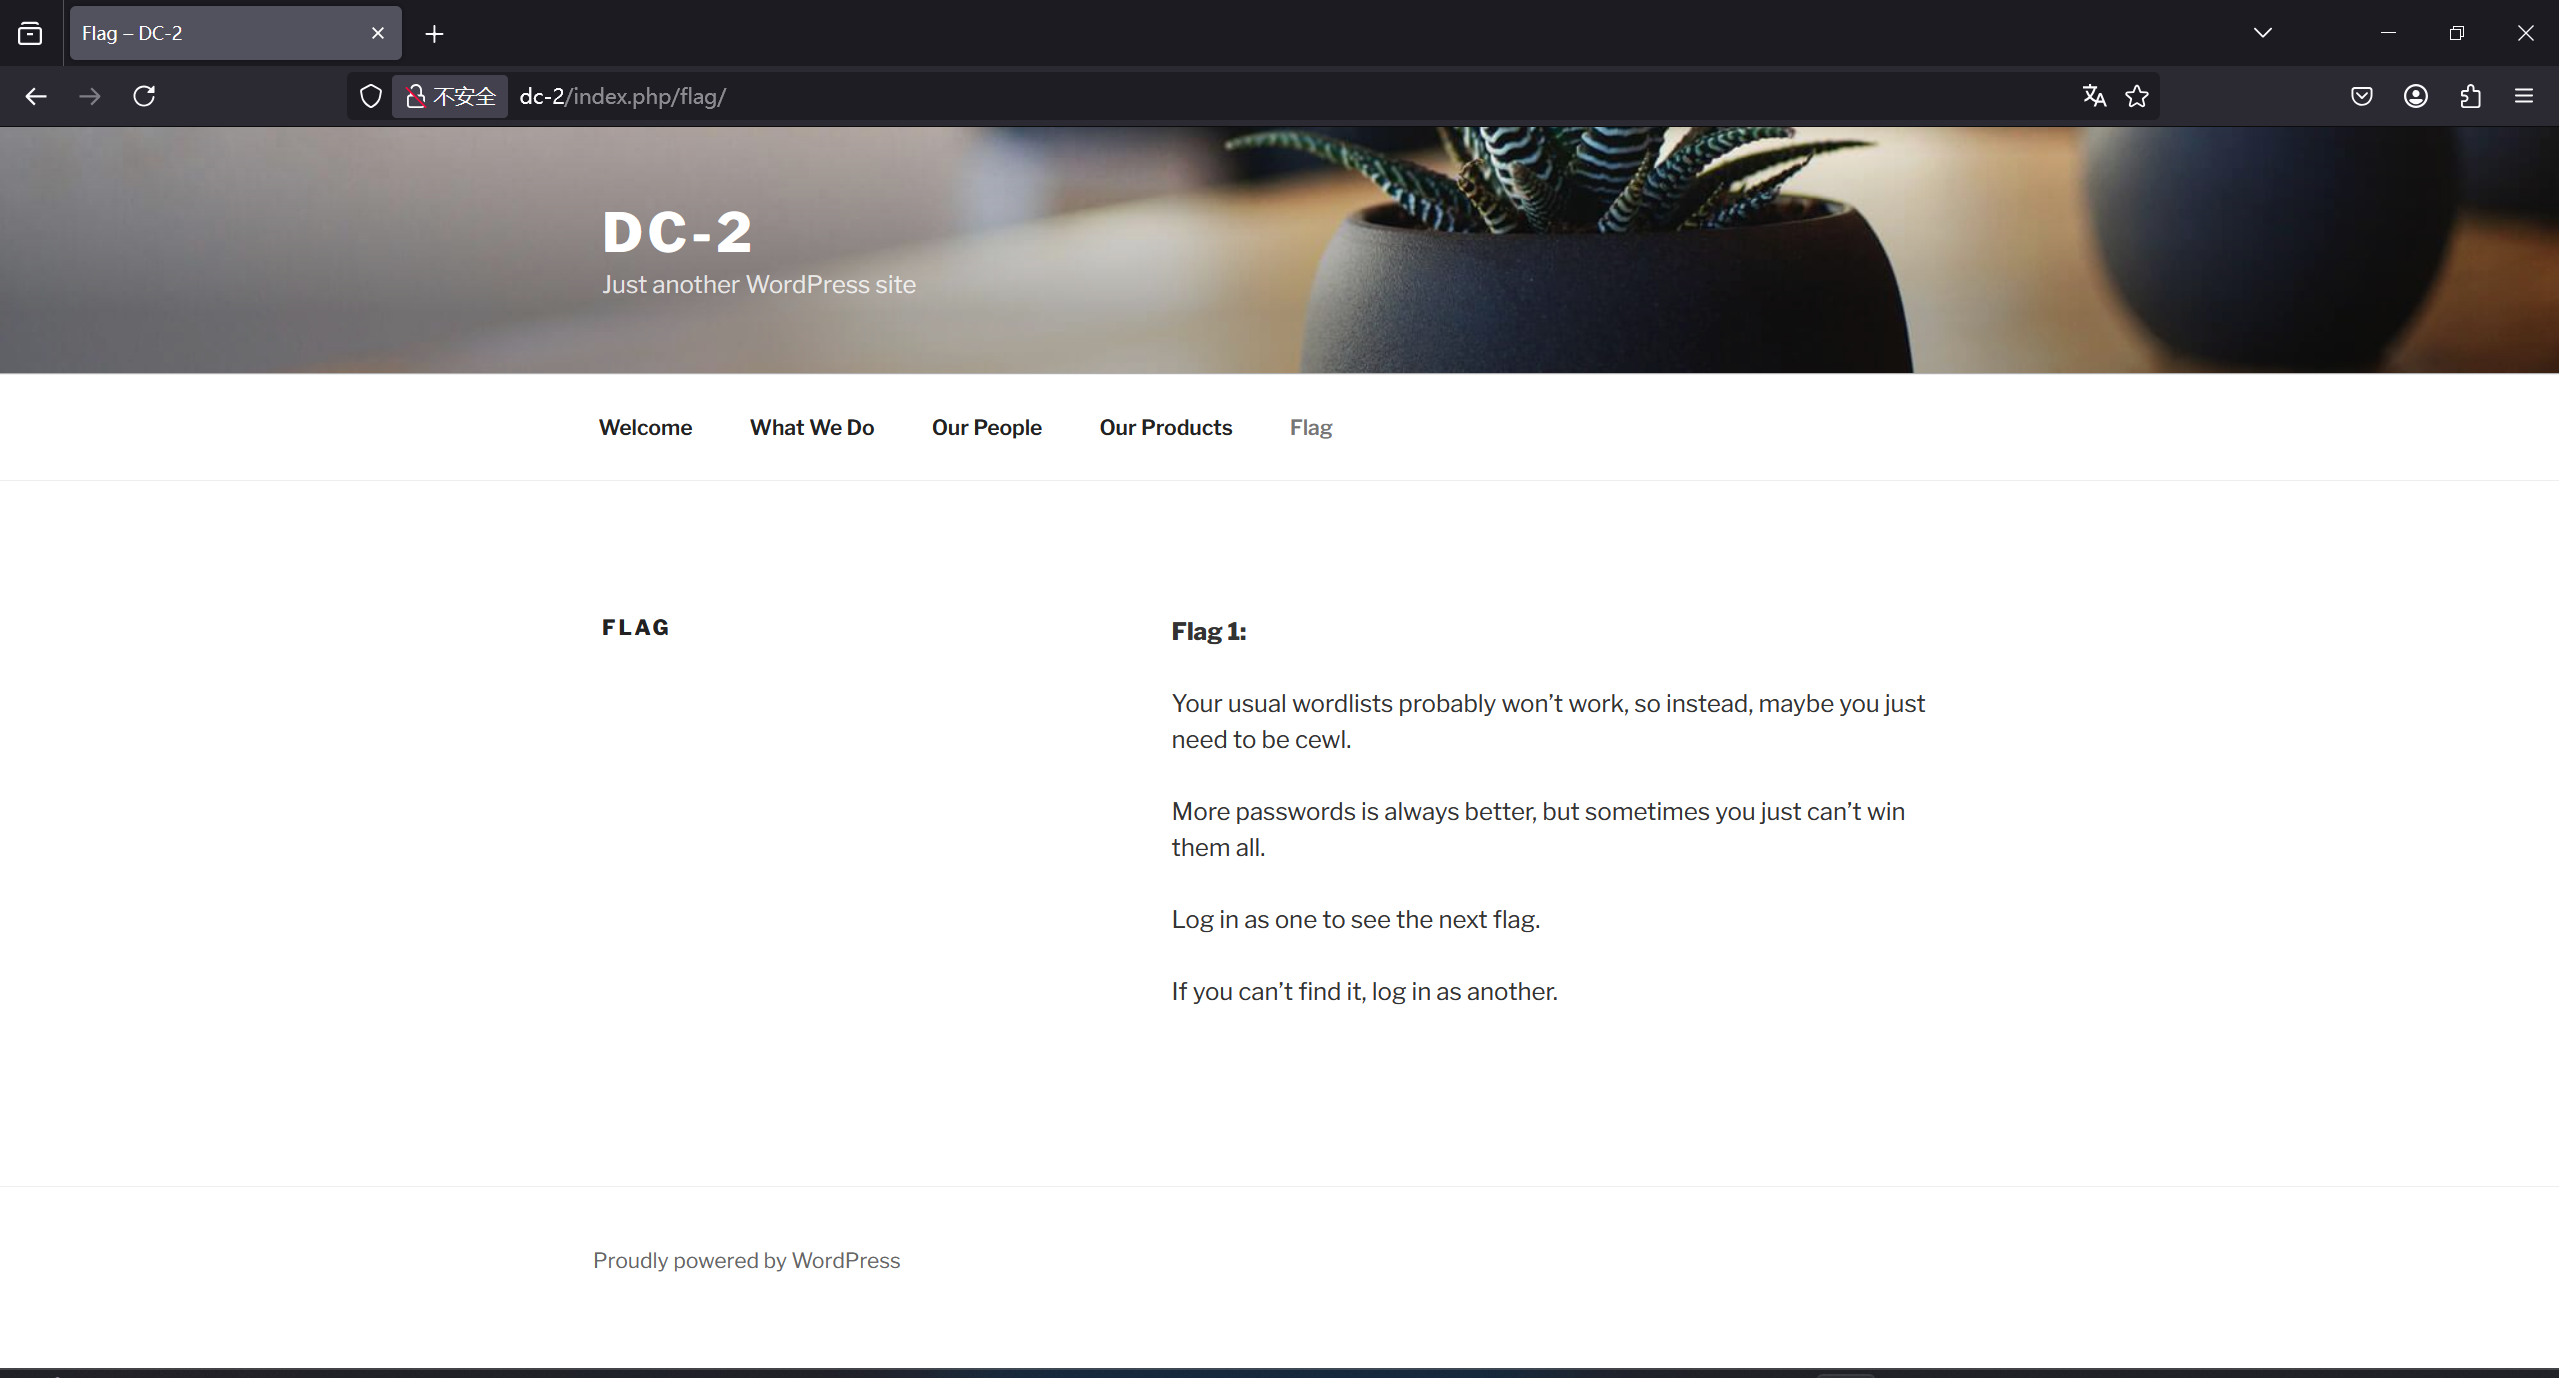 Flag – DC-2
不安全 dc-2/index.php/flag/
DC-2
Just another WordPress site
Welcome What We Do Our People Our Products Flag
FLAG
Flag 1:
Your usual wordlists probably won’t work, so instead, maybe you just
need to be cewl.
More passwords is always better, but sometimes you just can’t win
them all.
Log in as one to see the next flag.
If you can’t find it, log in as another.
Proudly powered by WordPress